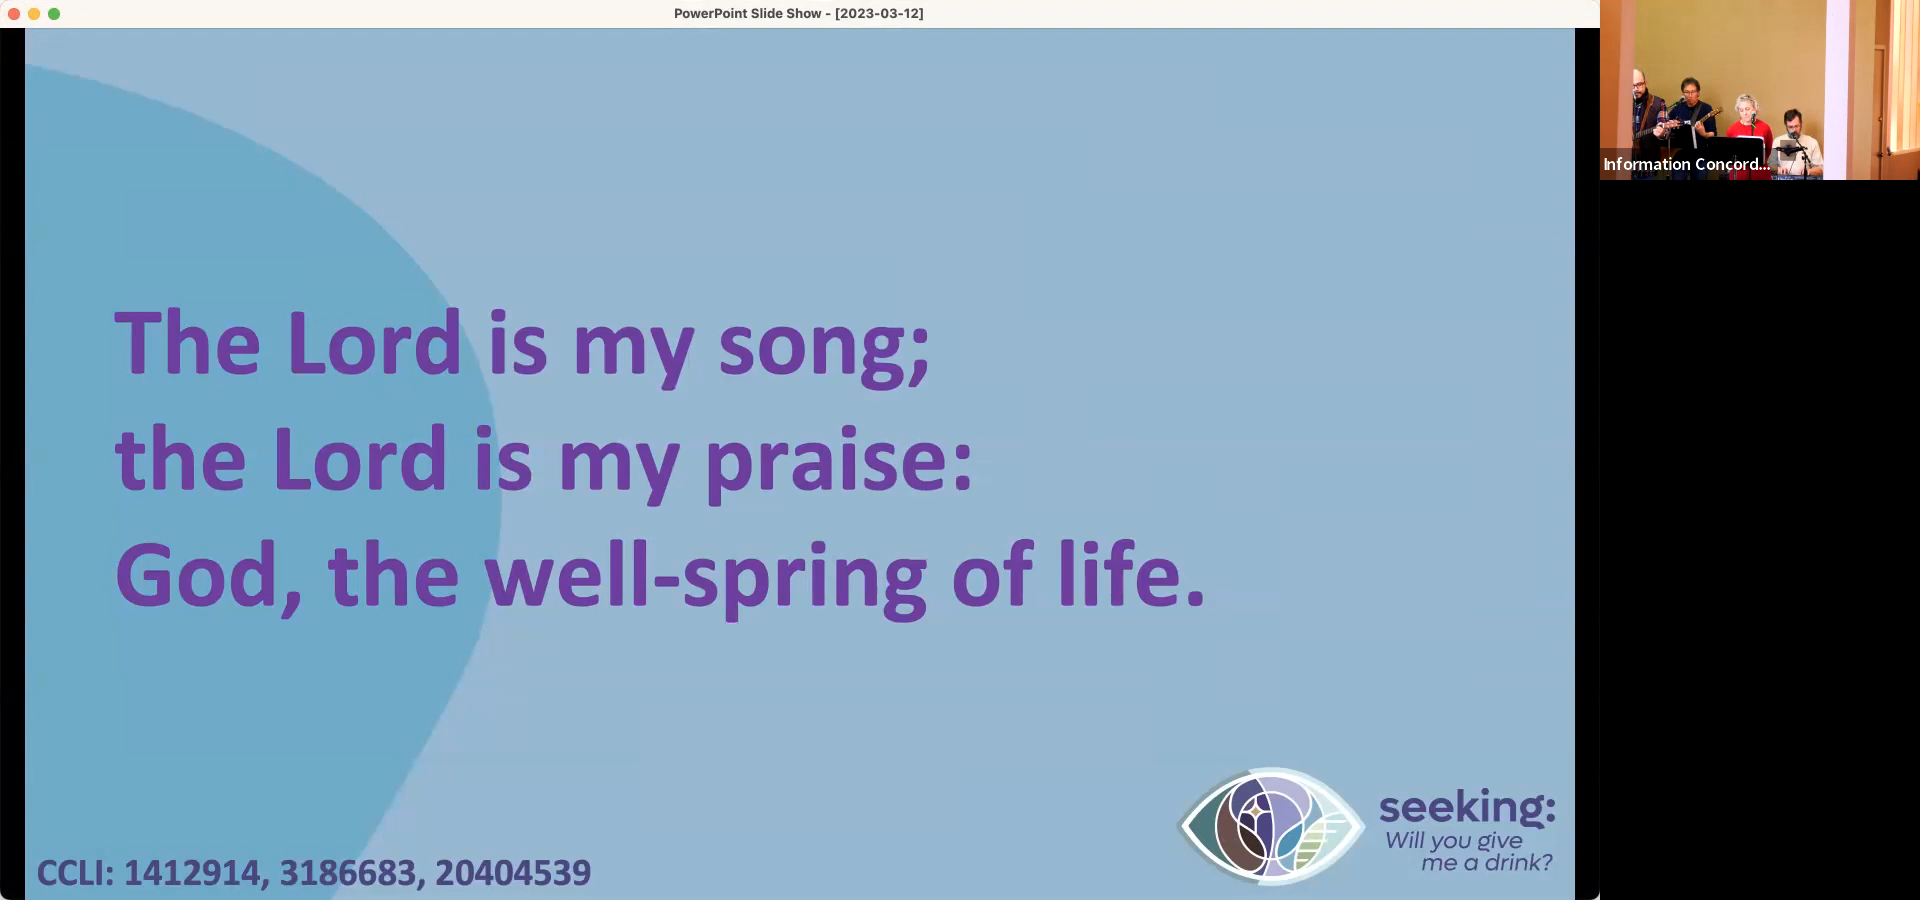 PowerPoint Slide Show - [2023-03-12]
Information Concord...
The Lord is my song;
the Lord is my praise:
God, the well-spring of life.
seeking:
Will you give
me a drink?
CCLI: 1412914, 3186683, 20404539